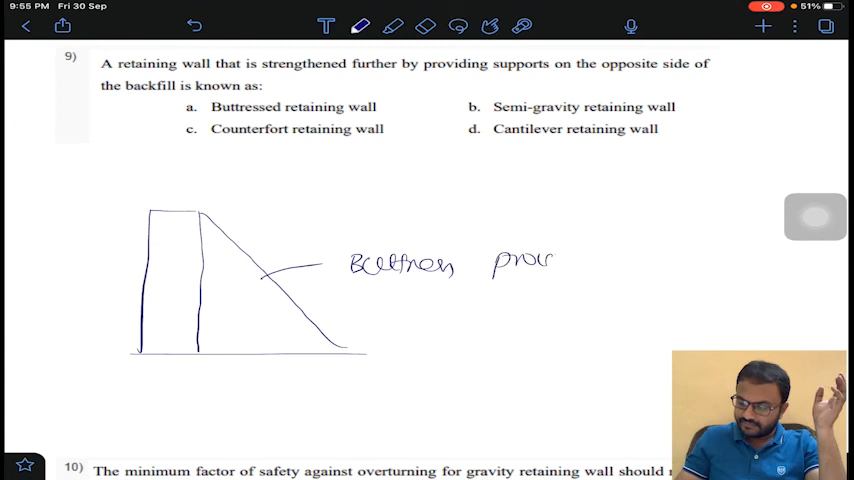 9:55 PM Fri 30 Sep
51%
9) A retaining wall that is strengthened further by providing supports on the opposite side of
the backfill is known as:
a. Buttressed retaining wall b. Semi-gravity retaining wall
c. Counterfort retaining wall d. Cantilever retaining wall
Buttress prov
10) The minimum factor of safety against overturning for gravity retaining wall should